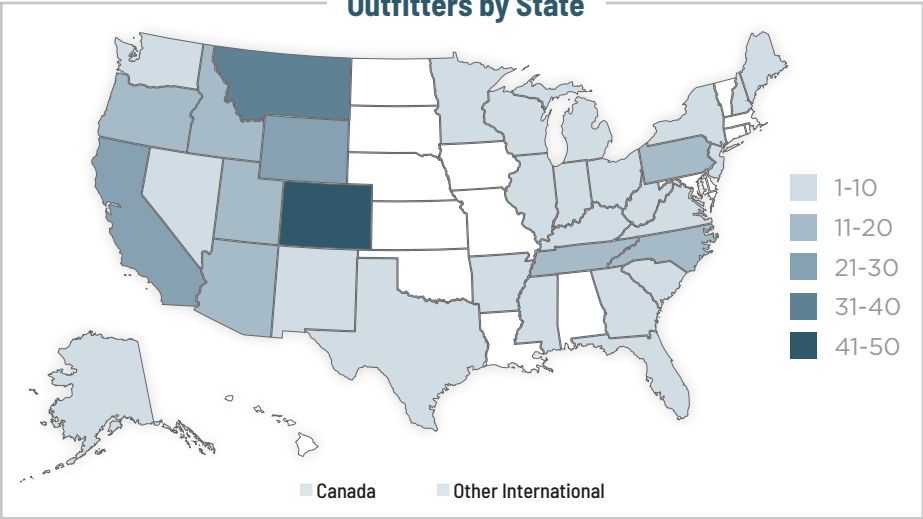 Outfitters by State
1-10
11-20
21-30
31-40
41-50
Canada
Other International